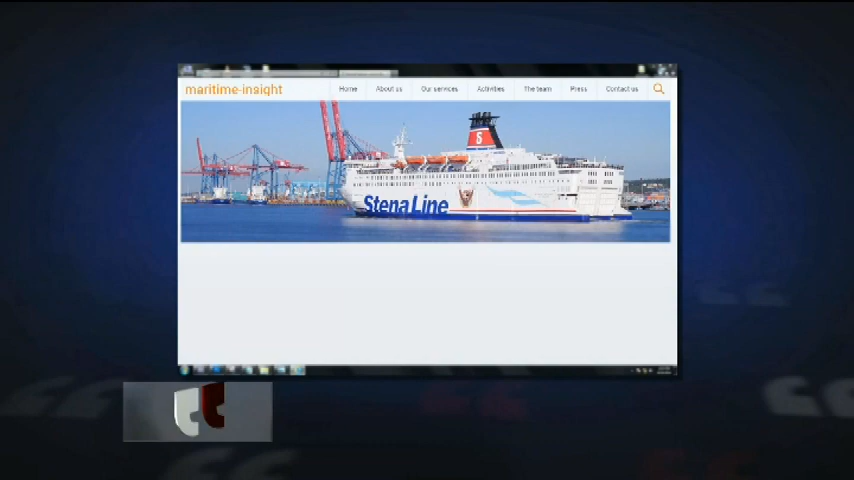 maritime-insight
Home About us Our services Activities The team Press Contact us
S
Stena Line